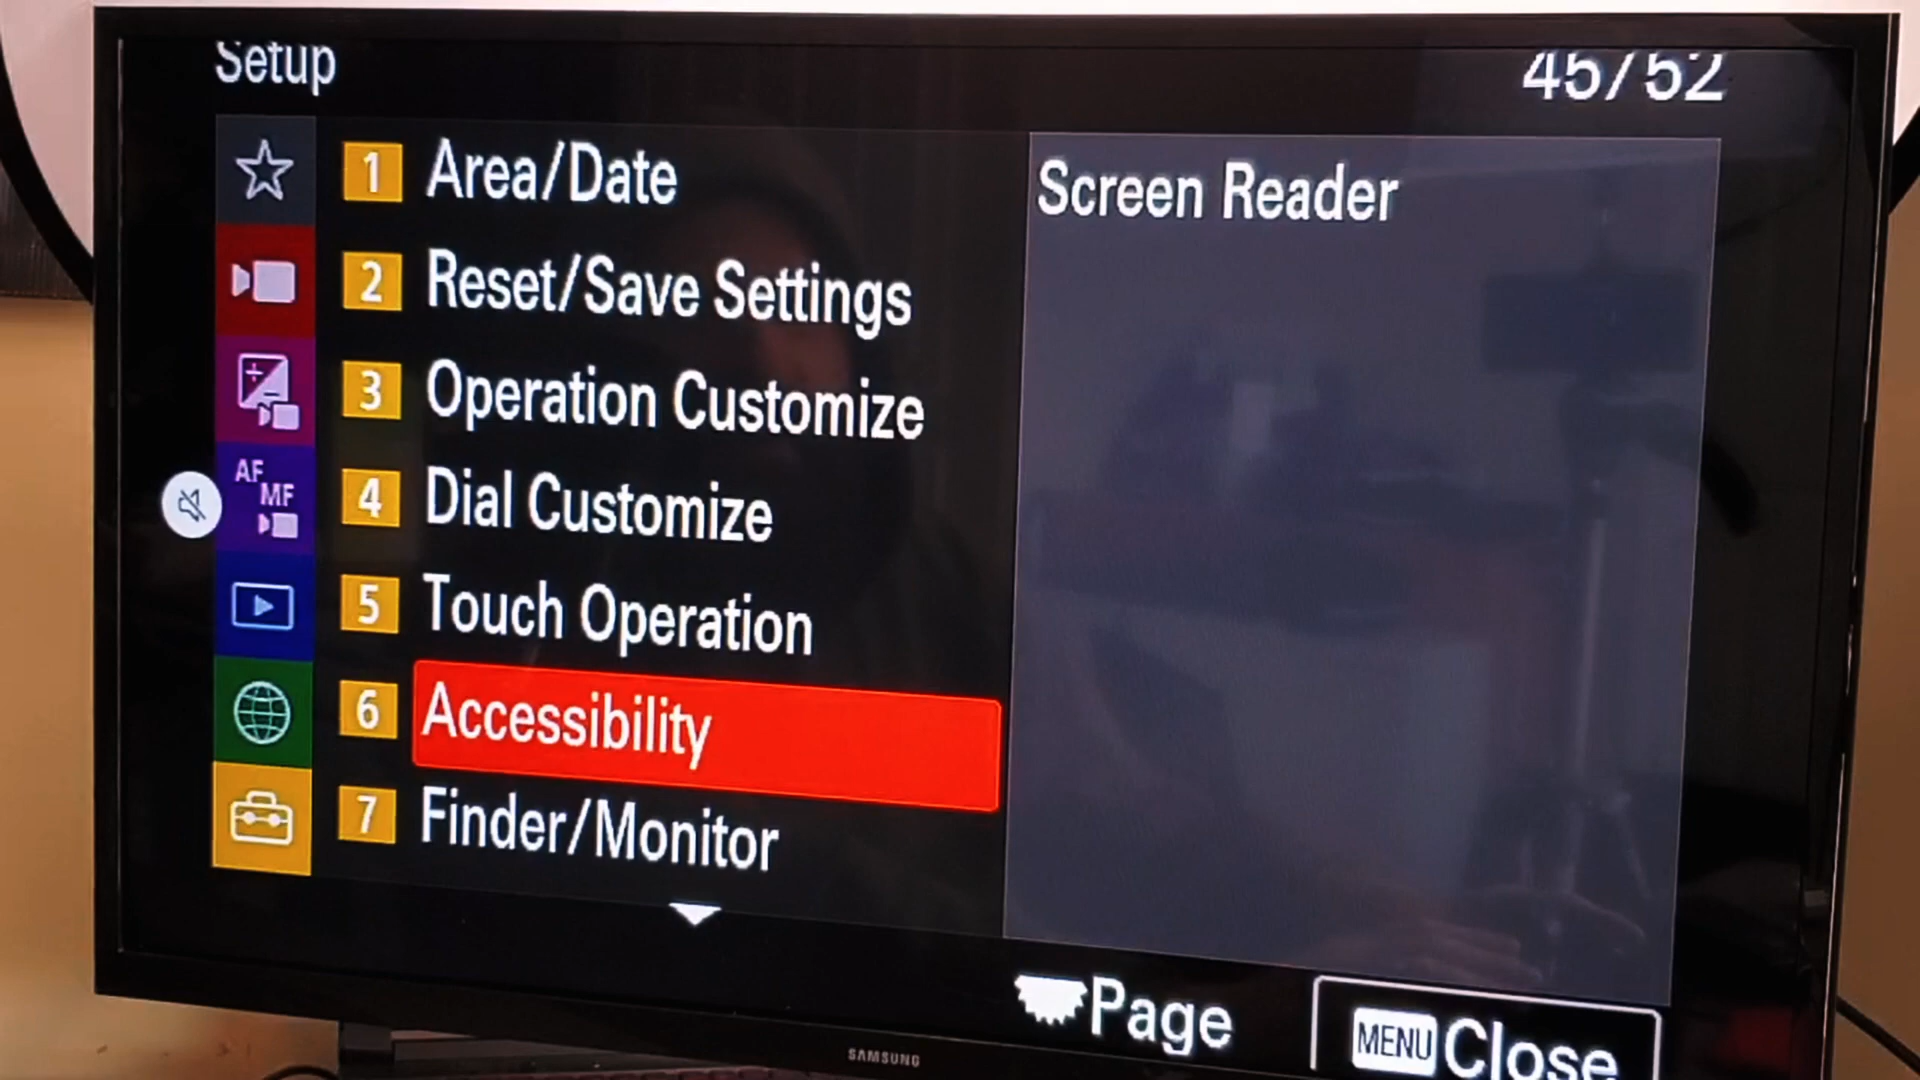 Setup
45/52
1 Area/Date
2 Reset/Save Settings
3 Operation Customize
AF
MF
4 Dial Customize
5 Touch Operation
6 Accessibility
7 Finder/Monitor
Screen Reader
Page
MENU Close
SAMSUNG